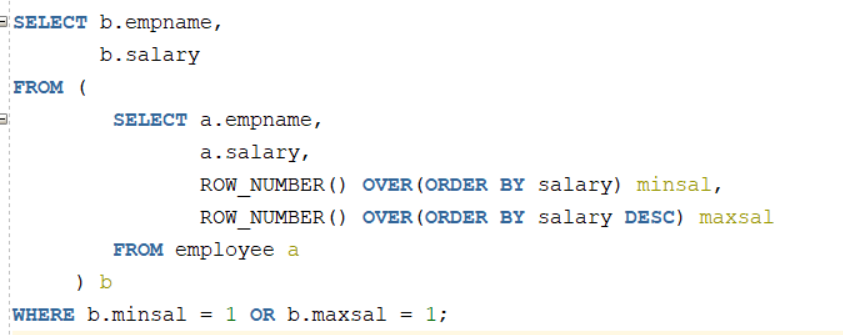 SELECT b.empname,
b.salary
FROM (
SELECT a.empname,
a.salary,
ROW_NUMBER() OVER(ORDER BY salary) minsal,
ROW_NUMBER() OVER(ORDER BY salary DESC) maxsal
FROM employee a
) b
WHERE b.minsal = 1 OR b.maxsal = 1;